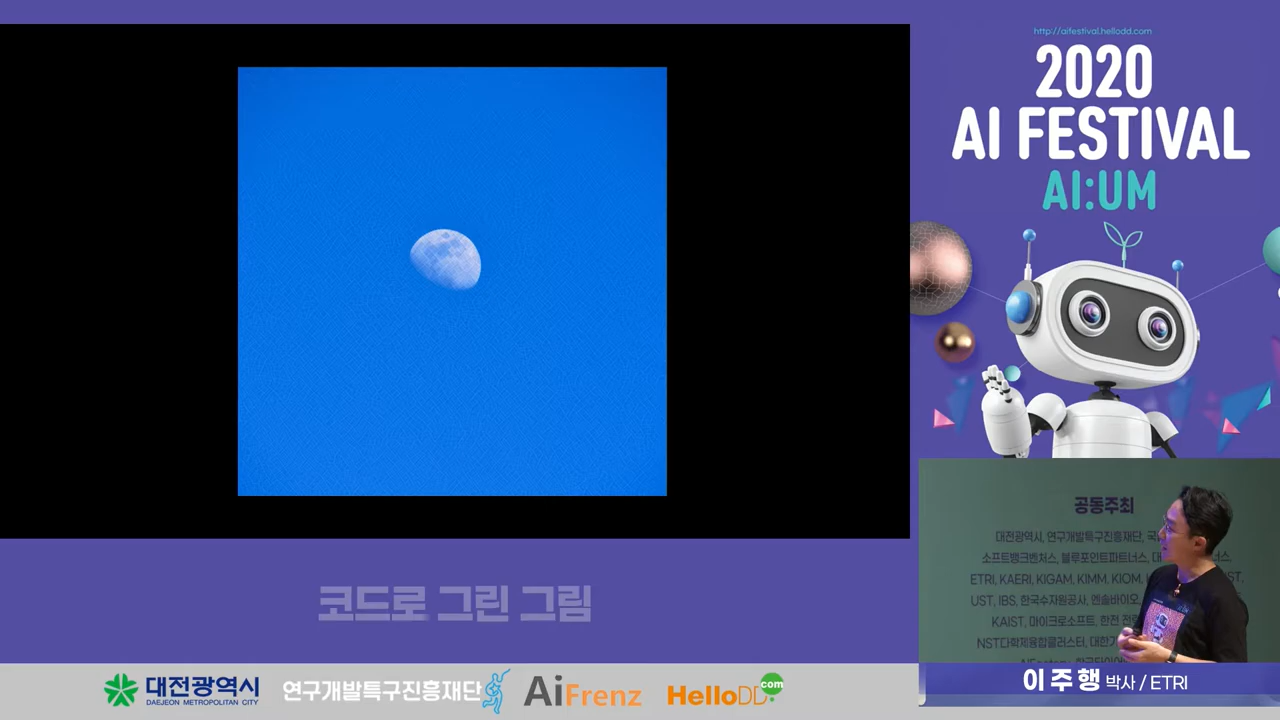 http://aifestival.hellodd.com
2020
AI FESTIVAL
AI:UM
공동주최
대전광역시, 연구개발특구진흥재단,
소프트뱅크벤처스, 블루포인트파트너스,
ETRI, KAERI, KIGAM, KIMM, KIOM,
UST, IBS, 한국수자원공사, 엔솔바이오,
KAIST, 마이크로소프트, 한전
NST다학제융합클러스터,
이주행 박사 / ETRI
코드로 그린 그림
대전광역시
DAEJEON METROPOLITAN CITY
연구개발특구진흥재단
AiFrenz
HelloDD.com